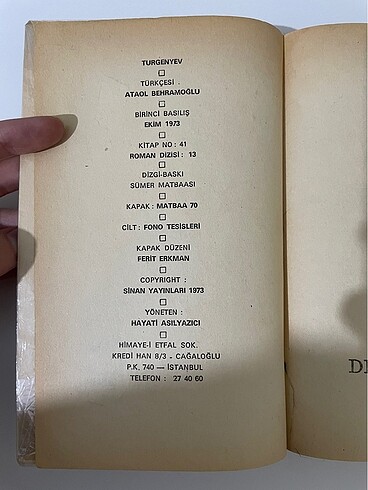 TURGENYEV
TÜRKÇESİ
ATAOL BEHRAMOĞLU
BİRİNCİ BASILIŞ
EKİM 1973
KİTAP NO : 41
ROMAN DİZİSİ : 13
DİZGİ-BASKI
SÜMER MATBAASI
KAPAK : MATBAA 70
CİLT : FONO TESİSLERİ
KAPAK DÜZENİ
FERİT ERKMAN
COPYRIGHT :
SİNAN YAYINLARI 1973
YÖNETEN :
HAYATİ ASILYAZICI
HİMAYE-İ ETFAL SOK.
KREDİ HAN 8/3 - CAĞALOĞLU
P.K. 740 — İSTANBUL
TELEFON : 27 40 60